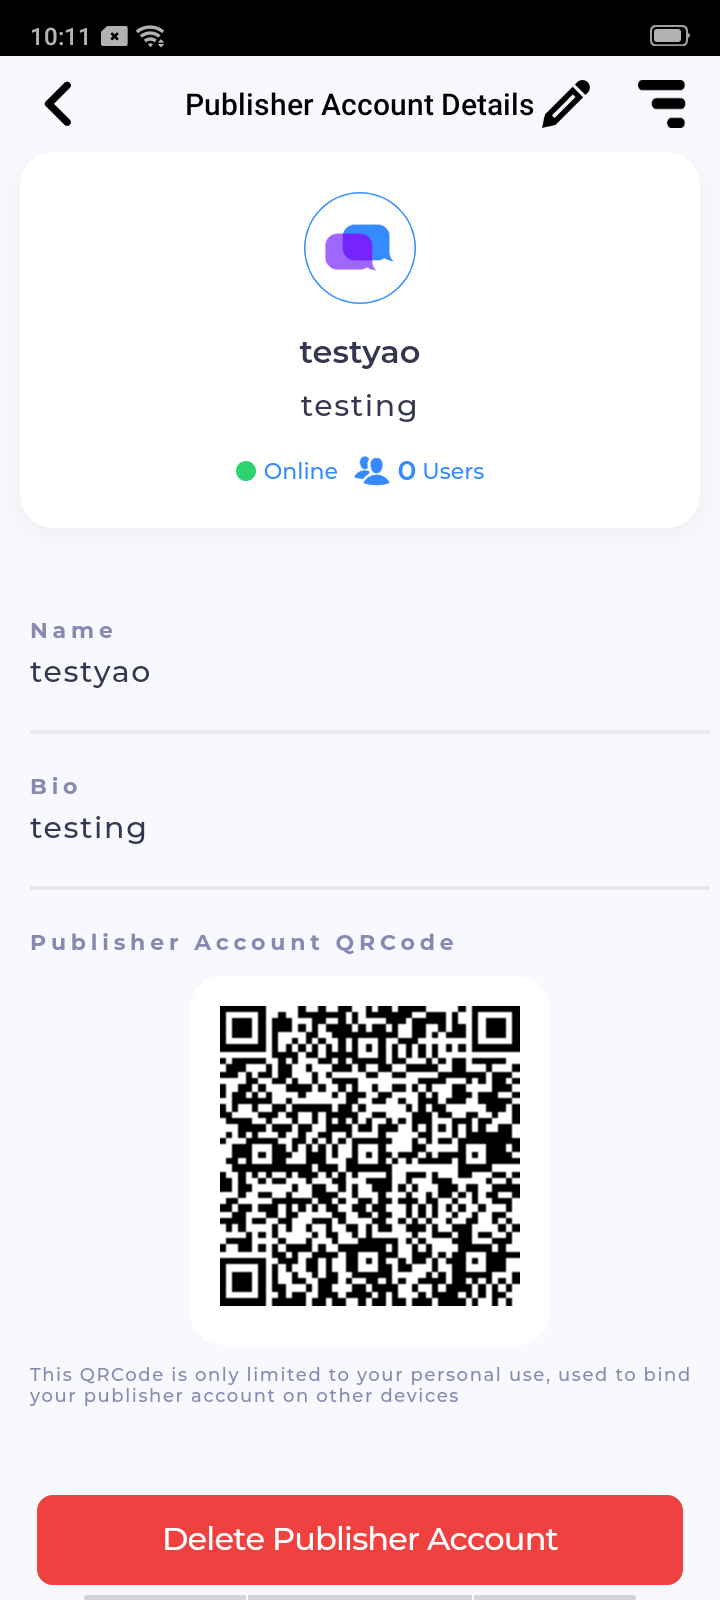 10:11
Publisher Account Details
testyao
testing
Online 0 Users
Name
testyao
Bio
testing
Publisher Account QRCode
This QRCode is only limited to your personal use, used to bind
your publisher account on other devices
Delete Publisher Account